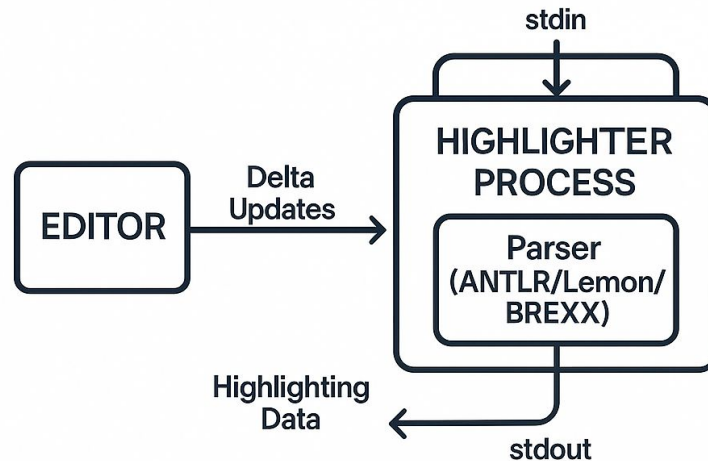 stdin
HIGHLIGHTER
PROCESS
EDITOR
Delta
Updates
Parser
(ANTLR/Lemon/
BREXX)
Highlighting
Data
stdout